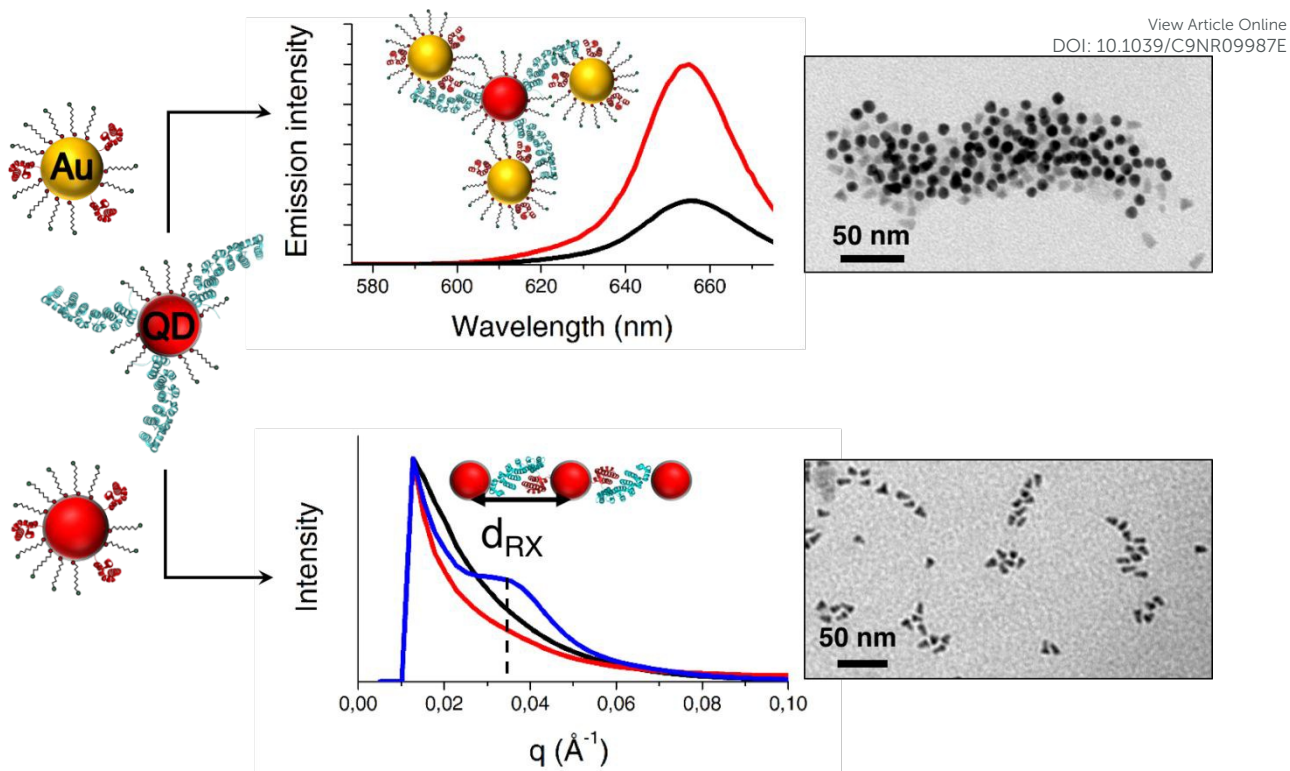 View Article Online
DOI: 10.1039/C9NR09987E
Au
QD
Emission intensity
580 600 620 640 660
Wavelength (nm)
50 nm
Intensity
dRX
0,00 0,02 0,04 0,06 0,08 0,10
q (Å-1)
50 nm